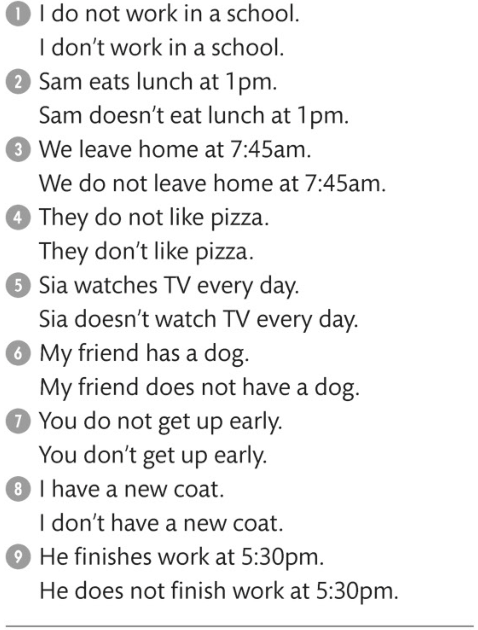 1 I do not work in a school.
I don't work in a school.
2 Sam eats lunch at 1pm.
Sam doesn't eat lunch at 1pm.
3 We leave home at 7:45am.
We do not leave home at 7:45am.
4 They do not like pizza.
They don't like pizza.
5 Sia watches TV every day.
Sia doesn't watch TV every day.
6 My friend has a dog.
My friend does not have a dog.
7 You do not get up early.
You don't get up early.
8 I have a new coat.
I don't have a new coat.
9 He finishes work at 5:30pm.
He does not finish work at 5:30pm.